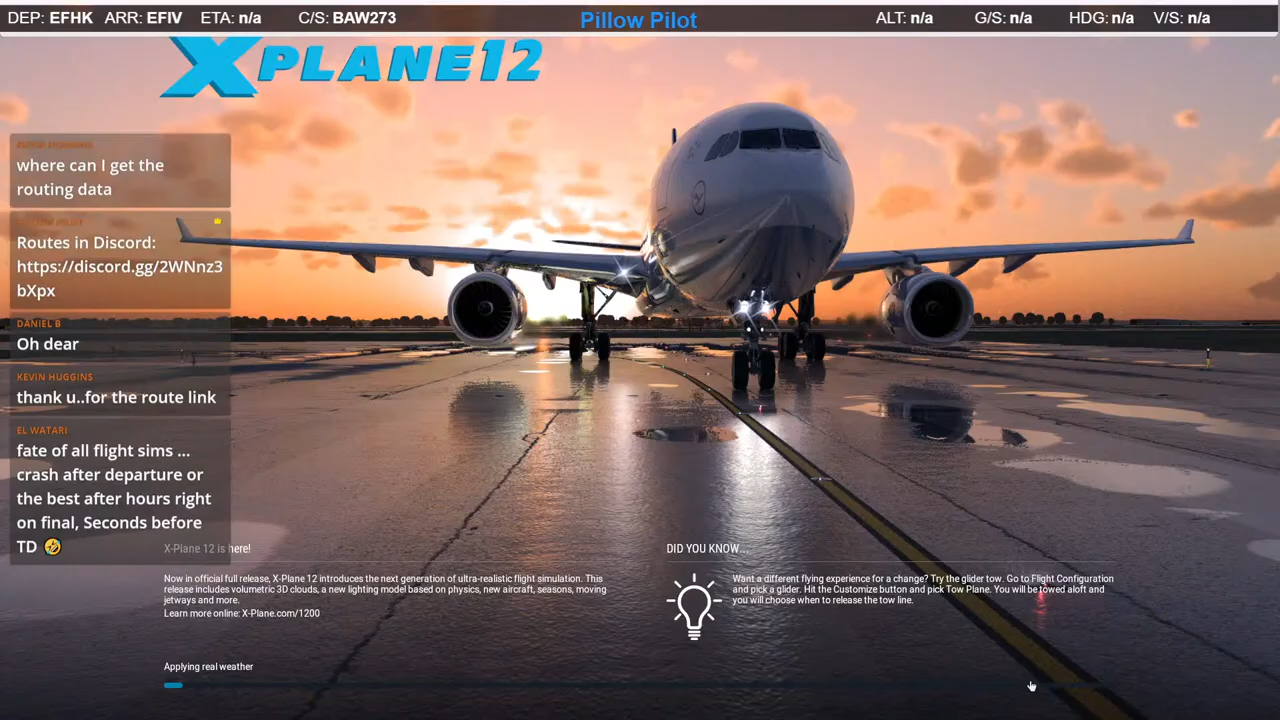 DEP: EFHK ARR: EFIV ETA: n/a C/S: BAW273 Pillow Pilot ALT: n/a G/S: n/a HDG: n/a V/S: n/a
X PLANE 12
where can I get the
routing data
Routes in Discord:
https://discord.gg/2WNnz3
bXpx
DANIEL B
Oh dear
KEVIN HUGGINS
thank u..for the route link
EL WATARI
fate of all flight sims ...
crash after departure or
the best after hours right
on final, Seconds before
TD 🤣
X-Plane 12 is here!
Now in official full release, X-Plane 12 introduces the next generation of ultra-realistic flight simulation. This
release includes volumetric 3D clouds, a new lighting model based on physics, new aircraft, seasons, moving
jetways and more.
Learn more online: X-Plane.com/1200
DID YOU KNOW...
Want a different flying experience for a change? Try the glider tow. Go to Flight Configuration
and pick a glider. Hit the Customize button and pick Tow Plane. You will be towed aloft and
you will choose when to release the tow line.
Applying real weather